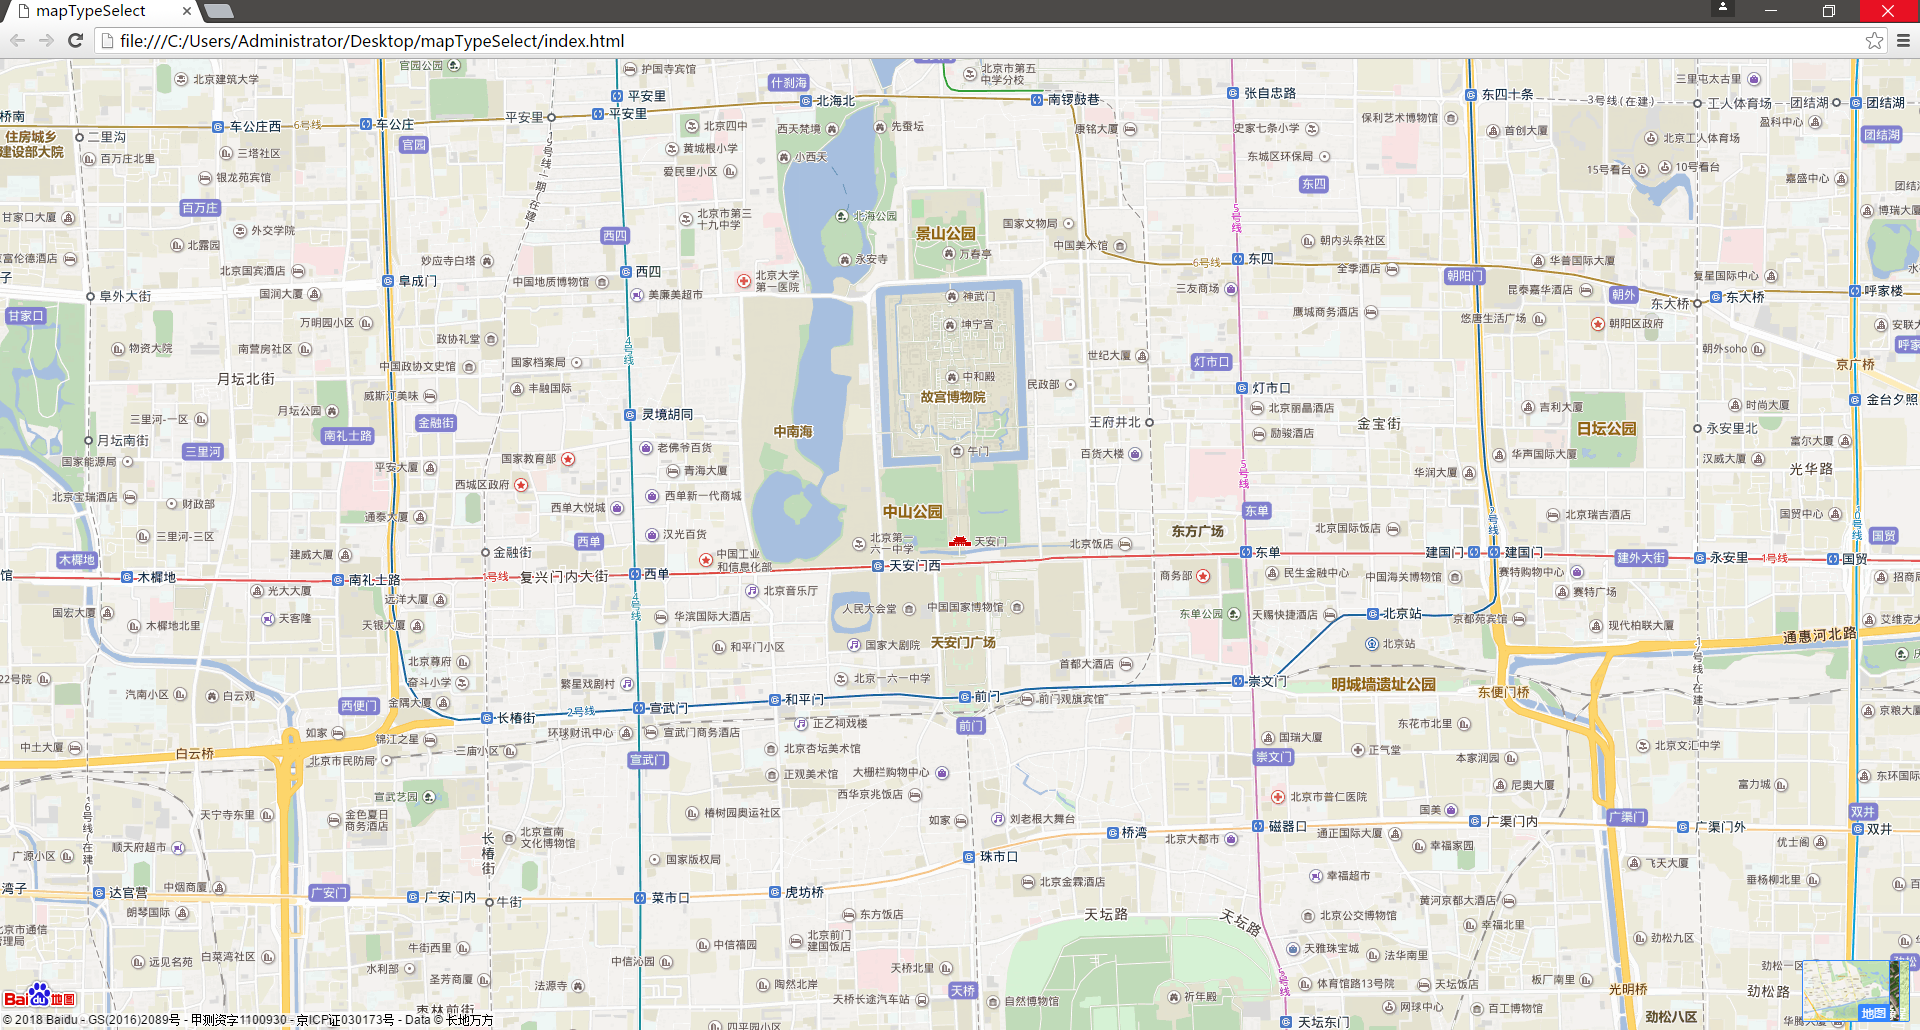 mapTypeSelect
file:///C:/Users/Administrator/Desktop/mapTypeSelect/index.html
官园公园
北京建筑大学
护国寺宾馆
什刹海
北京市第五
中学分校
三里屯太古里
桥南
车公庄西
6号线
车公庄
平安里
平安里
平安里
北海北
南锣鼓巷
张自忠路
东四十条
3号线(在建)
工人体育场
团结湖
团结湖
住房城乡
建设部大院
二里沟
百万庄北里
三塔社区
银龙苑宾馆
官园
北京四中
黄城根小学
爱民里小区
西天梵境
先蚕坛
小西天
康铭大厦
史家七条小学
东城区环保局
保利艺术博物馆
首创大厦
北京工人体育场
盈科中心
团结湖
15号看台
10号看台
嘉盛中心
甘家口大厦
百万庄
外交学院
北露园
北京市第三
十九中学
西四
北海公园
景山公园
国家文物局
中国美术馆
东四
5号线
朝内头条社区
博瑞大厦
富伦德酒店
北京国宾酒店
妙应寺白塔
阜成门
中国地质博物馆
西四
北京大学
第一医院
永安寺
万春亭
6号线
东四
全季酒店
朝阳门
华普国际大厦
复星国际中心
阜外大街
国润大厦
美廉美超市
神武门
三友商场
昆泰嘉华酒店
朝外
东大桥
东大桥
呼家楼
甘家口
万明园小区
政协礼堂
坤宁宫
鹰城商务酒店
悠唐生活广场
朝阳区政府
安联大
物资大院
南营房社区
中国政协文史馆
国家档案局
4号线
世纪大厦
灯市口
朝外soho
月坛北街
丰融国际
中和殿
民政部
灯市口
京广桥
威斯汀美味
故宫博物院
北京丽晶酒店
吉利大厦
时尚大厦
金台夕照
三里河一区
月坛公园
金融街
灵境胡同
中南海
王府井北
金宝街
日坛公园
永安里北
月坛南街
南礼士路
三里河
老佛爷百货
午门
励骏酒店
富尔大厦
国家能源局
平安大厦
国家教育部
青海大厦
百货大楼
5号线
华润大厦
华声国际大厦
汉威大厦
光华路
北京宝瑞酒店
财政部
西城区政府
西单新一代商城
西单大悦城
中山公园
东单
2号线
北京瑞吉酒店
国贸中心
10号线
通泰大厦
三里河三区
建威大厦
西单
汉光百货
北京第一
六一中学
天安门
北京饭店
东方广场
北京国际饭店
国贸
木樨地
金融街
中国工业
和信息化部
东单
建国门
建国门
建外大街
永安里
1号线
国贸
木樨地
南礼士路
1号线
复兴门内大街
西单
天安门西
商务部
民生金融中心
中国海关博物馆
赛特购物中心
招商局
光大大厦
远洋大厦
北京音乐厅
赛特广场
国宏大厦
天客隆
4号线
华滨国际大酒店
人民大会堂
中国国家博物馆
东单公园
天赐快捷酒店
北京站
京都苑宾馆
艾维克大
木樨地北里
天银大厦
现代柏联大厦
和平门小区
国家大剧院
天安门广场
北京站
通惠河北路
北京尊府
首都大酒店
22号院
奋斗小学
繁星戏剧村
北京一六一中学
崇文门
明城墙遗址公园
东便门桥
汽南小区
白云观
金隅大厦
和平门
前门
前门观旗宾馆
西便门
长椿街
2号线
宣武门
正乙祠戏楼
前门
东花市北里
京粮大厦
如家
环球财讯中心
宣武门商务酒店
国瑞大厦
中土大厦
白云桥
锦江之星
三庙小区
宣武门
北京杏坛美术馆
崇文门
正气堂
本家润园
北京文汇中学
北京市民防局
正观美术馆
大栅栏购物中心
尼奥大厦
富力城
东环国际
宣武艺园
西华京兆饭店
北京市普仁医院
国美
天宁寺东里
金色夏日
商务酒店
椿树园奥运社区
如家
刘老根大舞台
广渠门内
广渠门
广渠门外
双井
双井
6号线(在建)
长椿街
北京宣南
文化博物馆
桥湾
北京大都市
磁器口
通正国际大厦
幸福家园
优士阁
广源小区
顺天府超市
国家版权局
珠市口
飞天大厦
湾子
达官营
中烟商厦
广安门
广安门内
牛街
菜市口
虎坊桥
北京金霖酒店
幸福超市
黄河京都大酒店
垂杨柳北里
朗琴国际
东方饭店
天坛路
天坛路
北京公交博物馆
幸福北里
北京市通信
管理局
牛街西里
中信禧园
北京前门
建国饭店
天雅珠宝城
法华南里
劲松九区
远见名苑
白菜湾社区
水利部
中信沁园
天桥北里
圣芳商厦
法源寺
陶然北岸
天桥
天桥长途汽车站
自然博物馆
祈年殿
体育馆路13号院
天坛饭店
板厂南里
光明桥
劲松路
枣林前街
四平园小区
天坛东门
网球中心
百工博物馆
劲松八区
地图
Bai du 地图
© 2018 Baidu - GS(2016)2089号 - 甲测资字1100930 - 京ICP证030173号 - Data © 长地万方